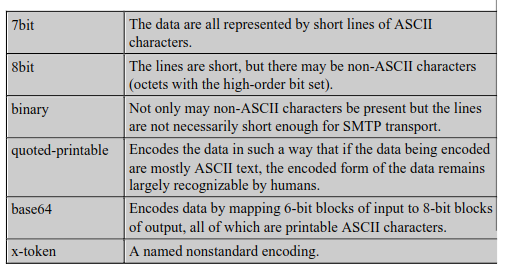 7bit
The data are all represented by short lines of ASCII
characters.
8bit
The lines are short, but there may be non-ASCII characters
(octets with the high-order bit set).
binary
Not only may non-ASCII characters be present but the lines
are not necessarily short enough for SMTP transport.
quoted-printable
Encodes the data in such a way that if the data being encoded
are mostly ASCII text, the encoded form of the data remains
largely recognizable by humans.
base64
Encodes data by mapping 6-bit blocks of input to 8-bit blocks
of output, all of which are printable ASCII characters.
x-token
A named nonstandard encoding.